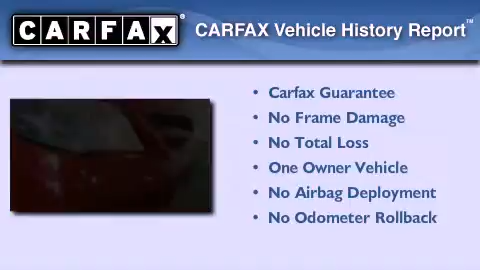 CARFAX® CARFAX Vehicle History Report™
• Carfax Guarantee
• No Frame Damage
• No Total Loss
• One Owner Vehicle
• No Airbag Deployment
• No Odometer Rollback